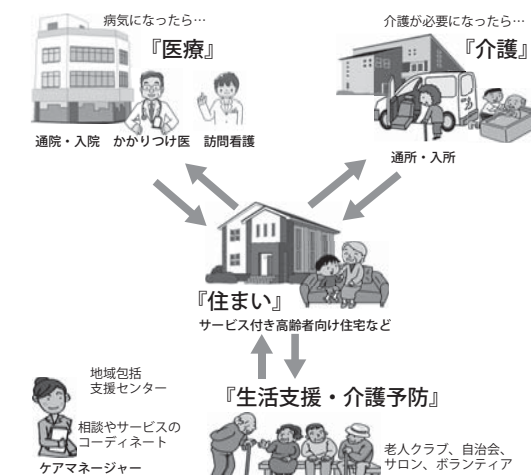 病気になったら…
『医療』
通院・入院 かかりつけ医 訪問看護
介護が必要になったら…
『介護』
通所・入所
『住まい』
サービス付き高齢者向け住宅など
『生活支援・介護予防』
地域包括
支援センター
相談やサービスの
コーディネート
ケアマネージャー
老人クラブ、自治会、
サロン、ボランティア